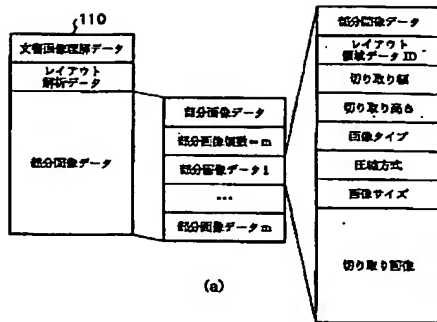 110
文書画像理解データ
レイアウト
解析データ
部分画像データ
部分画像データ
部分画像個数=m
部分画像データ1
...
部分画像データm
部分画像データ
レイアウト
領域データID
切り取り幅
切り取り高さ
画像タイプ
圧縮方式
画像サイズ
切り取り画像
(a)